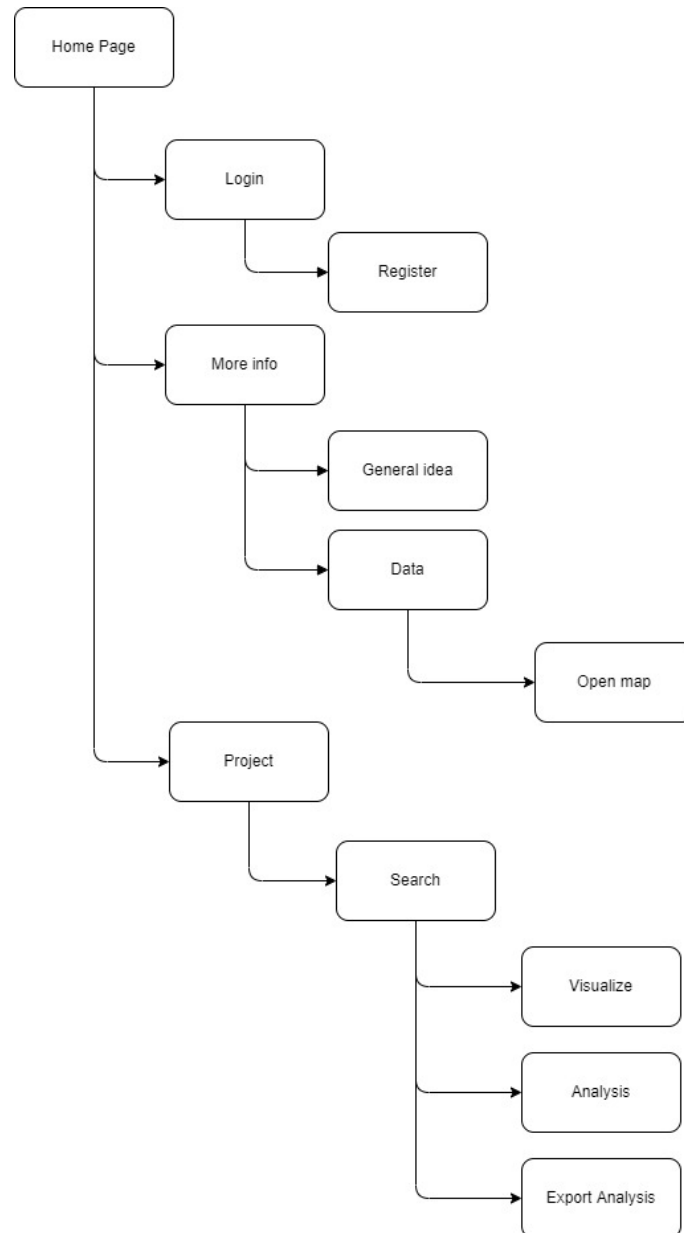 Home Page
Login
Register
More info
General idea
Data
Open map
Project
Search
Visualize
Analysis
Export Analysis